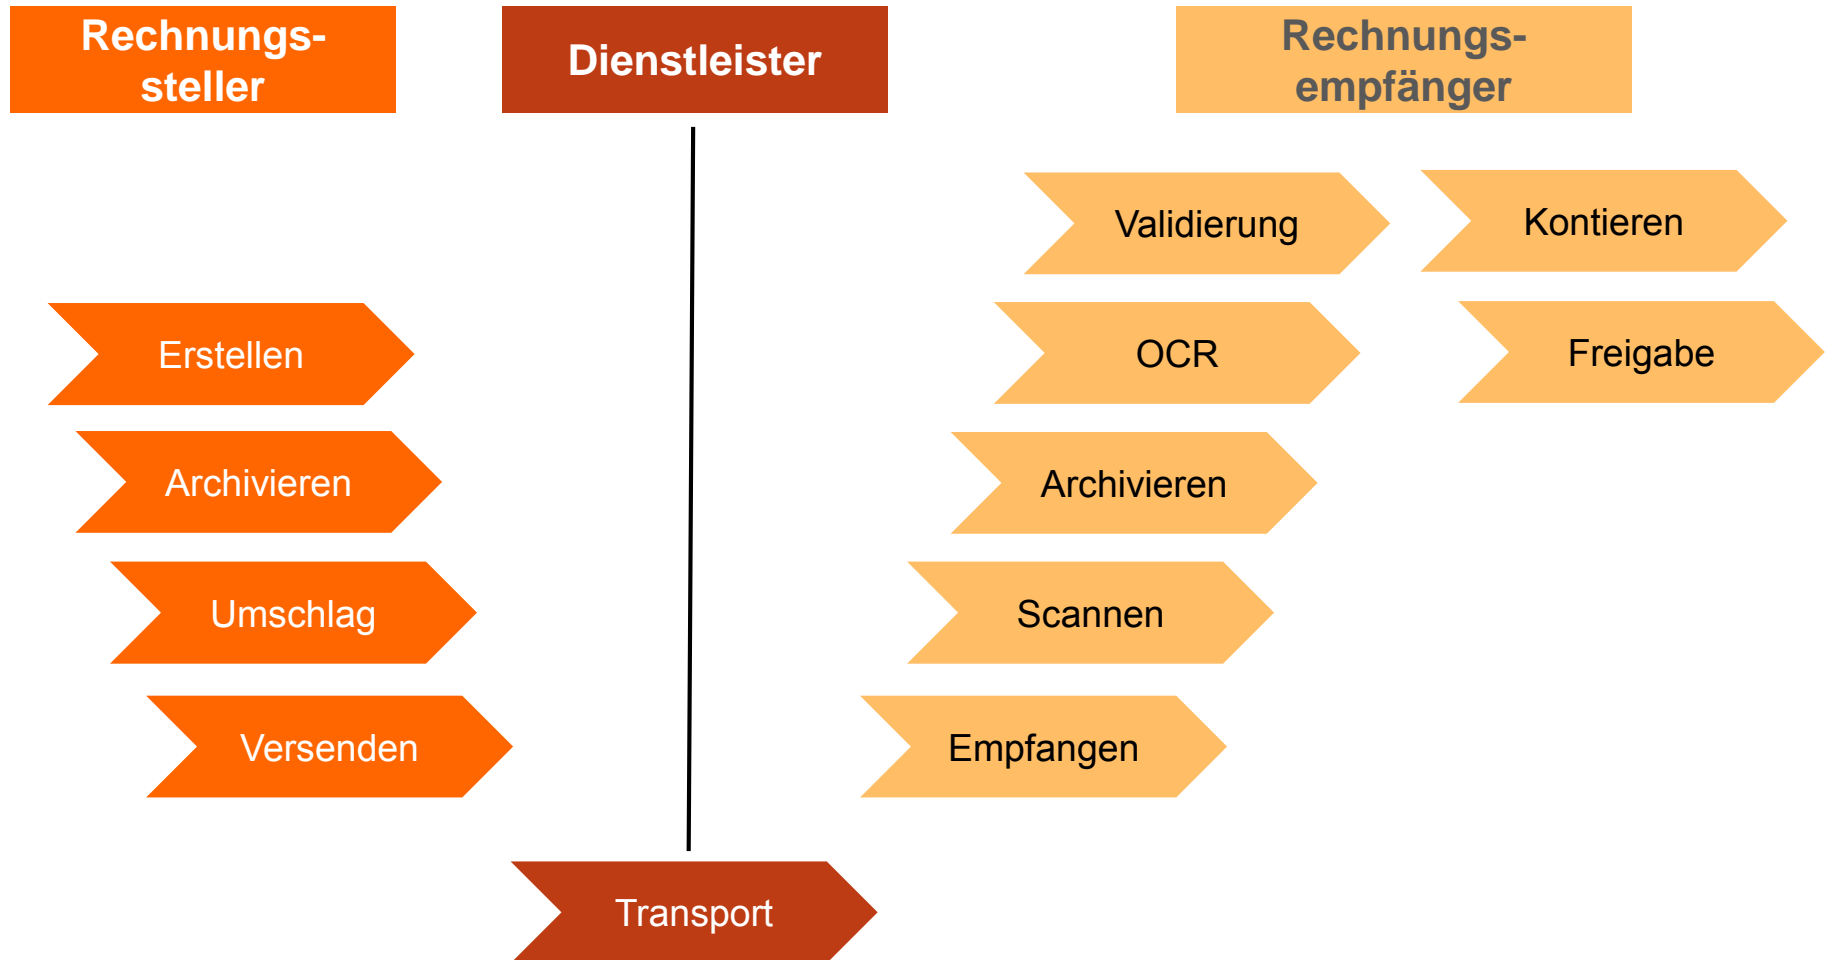 Rechnungs-
steller
Dienstleister
Rechnungs-
empfänger
Erstellen
Archivieren
Umschlag
Versenden
Transport
Empfangen
Scannen
Archivieren
OCR
Validierung
Kontieren
Freigabe